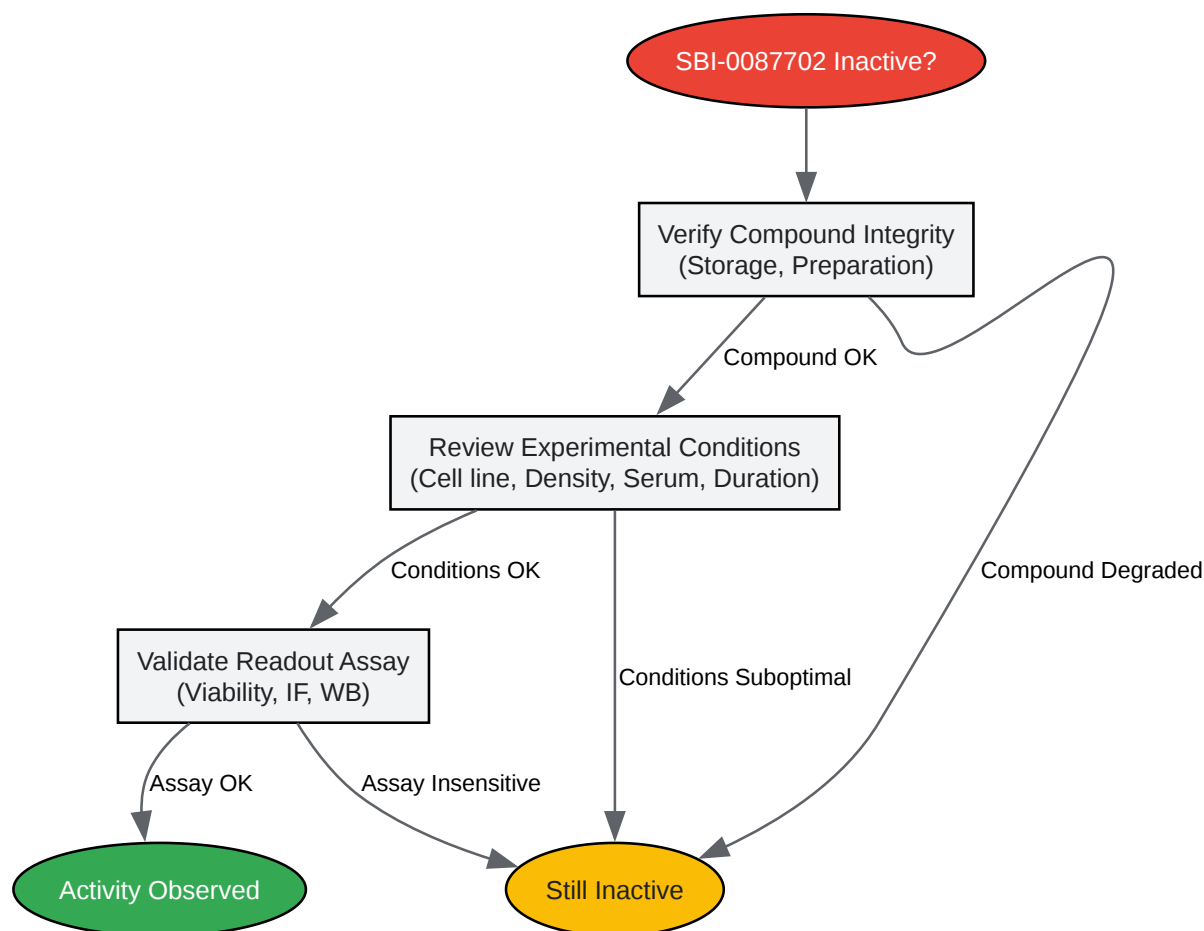 SBI-0087702 Inactive?
Verify Compound Integrity
(Storage, Preparation)
Compound OK
Review Experimental Conditions
(Cell line, Density, Serum, Duration)
Conditions OK
Compound Degraded
Validate Readout Assay
(Viability, IF, WB)
Conditions Suboptimal
Assay OK
Assay Insensitive
Activity Observed
Still Inactive